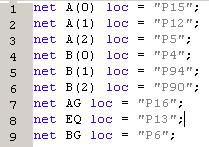 1 net A(0) loc = "P15";
2 net A(1) loc = "P12";
3 net A(2) loc = "P5";
4 net B(0) loc = "P4";
5 net B(1) loc = "P94";
6 net B(2) loc = "P90";
7 net AG loc = "P16";
8 net EQ loc = "P13";
9 net BG loc = "P6";